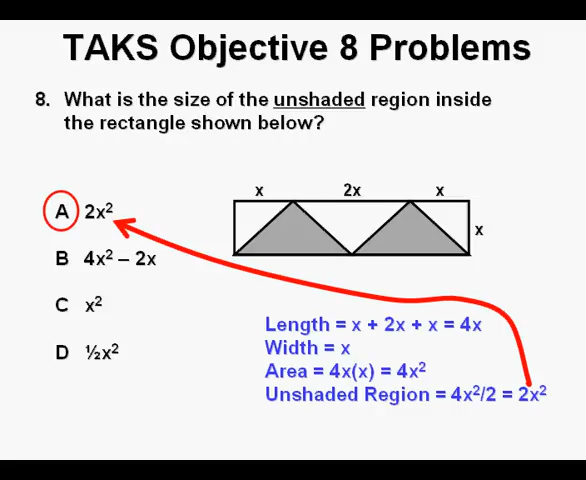 TAKS Objective 8 Problems
8. What is the size of the unshaded region inside
the rectangle shown below?
A 2x²
B 4x² – 2x
C x²
D ½x²
x 2x x
x
Length = x + 2x + x = 4x
Width = x
Area = 4x(x) = 4x²
Unshaded Region = 4x²/2 = 2x²